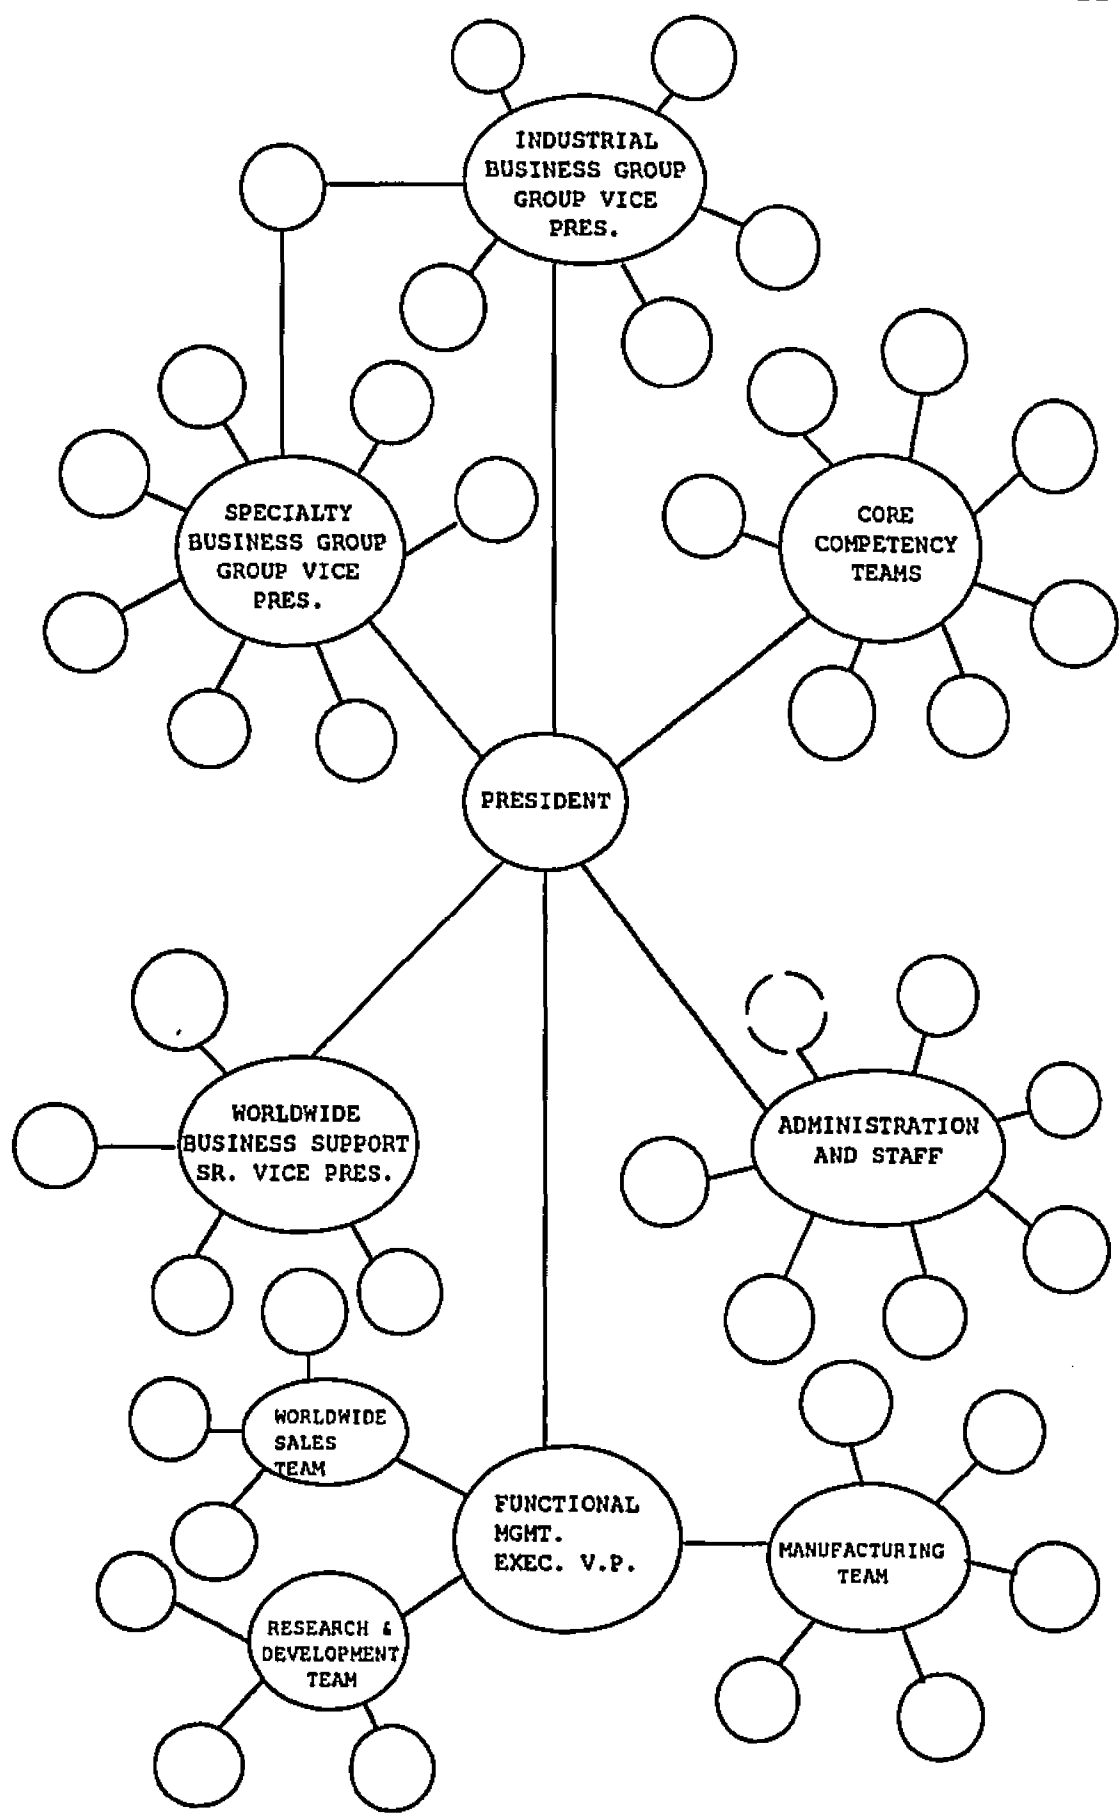 INDUSTRIAL
BUSINESS GROUP
GROUP VICE
PRES.
SPECIALTY
BUSINESS GROUP
GROUP VICE
PRES.
CORE
COMPETENCY
TEAMS
PRESIDENT
WORLDWIDE
BUSINESS SUPPORT
SR. VICE PRES.
ADMINISTRATION
AND STAFF
WORLDWIDE
SALES
TEAM
FUNCTIONAL
MGMT.
EXEC. V.P.
MANUFACTURING
TEAM
RESEARCH &
DEVELOPMENT
TEAM